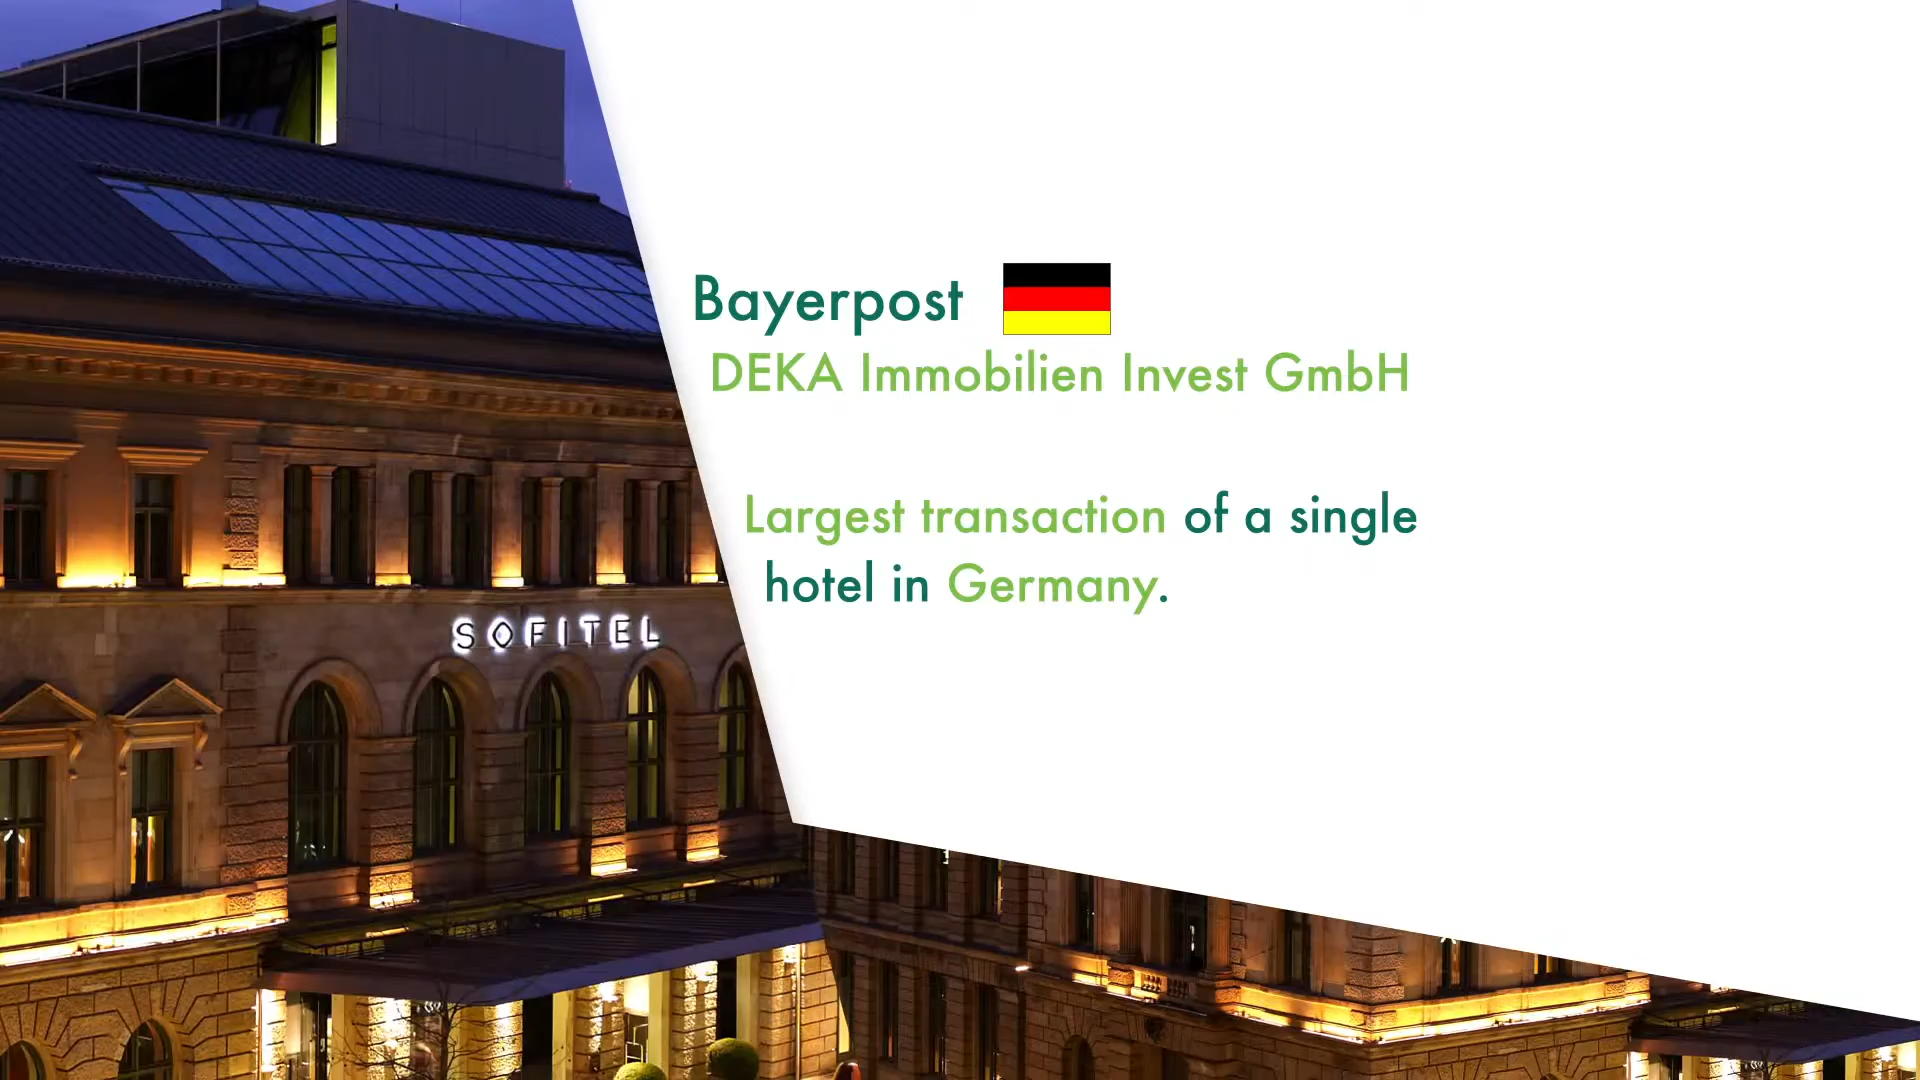 Bayerpost
DEKA Immobilien Invest GmbH
Largest transaction of a single
hotel in Germany.
SOFITEL